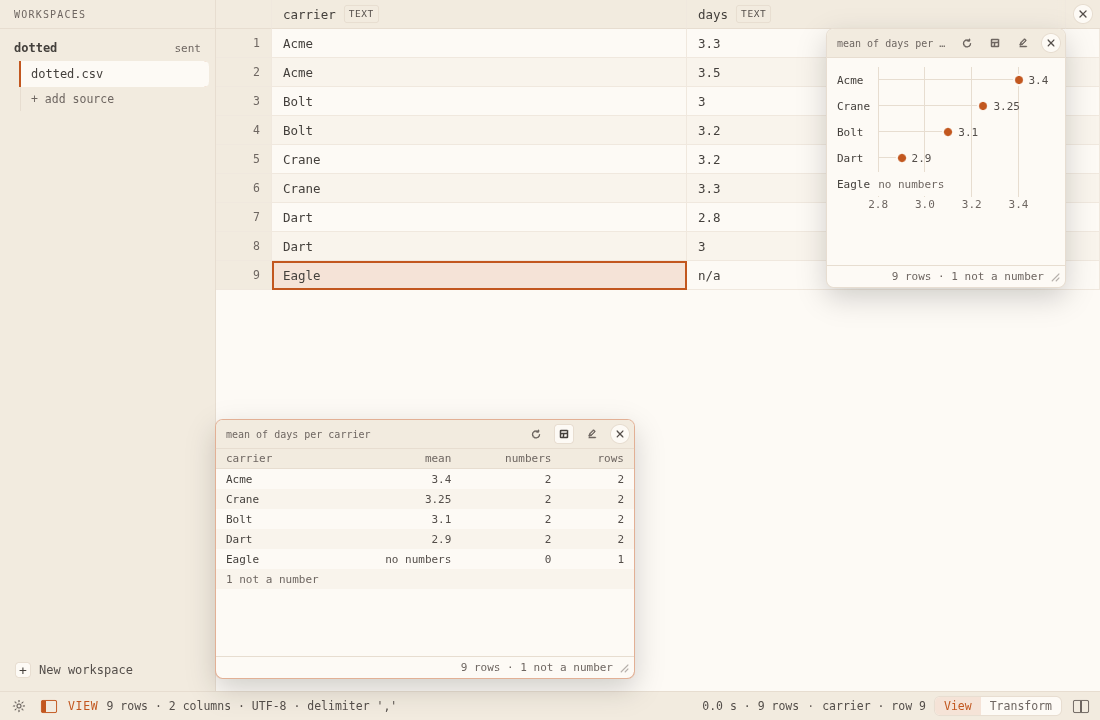 WORKSPACES
dotted sent
dotted.csv
+ add source
carrier TEXT days TEXT
1 Acme 3.3
2 Acme 3.5
3 Bolt 3
4 Bolt 3.2
5 Crane 3.2
6 Crane 3.3
7 Dart 2.8
8 Dart 3
9 Eagle n/a
mean of days per …
Acme 3.4
Crane 3.25
Bolt 3.1
Dart 2.9
Eagle no numbers
2.8 3.0 3.2 3.4
9 rows · 1 not a number
mean of days per carrier
carrier mean numbers rows
Acme 3.4 2 2
Crane 3.25 2 2
Bolt 3.1 2 2
Dart 2.9 2 2
Eagle no numbers 0 1
1 not a number
9 rows · 1 not a number
+ New workspace
VIEW 9 rows · 2 columns · UTF-8 · delimiter ',' 0.0 s · 9 rows · carrier · row 9 View Transform